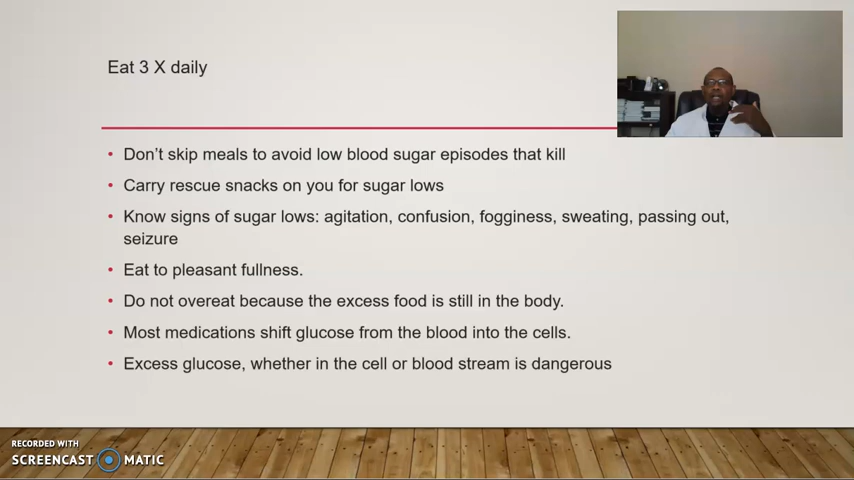 Eat 3 X daily
Don’t skip meals to avoid low blood sugar episodes that kill
Carry rescue snacks on you for sugar lows
Know signs of sugar lows: agitation, confusion, fogginess, sweating, passing out,
seizure
Eat to pleasant fullness.
Do not overeat because the excess food is still in the body.
Most medications shift glucose from the blood into the cells.
Excess glucose, whether in the cell or blood stream is dangerous
RECORDED WITH
SCREENCAST MATIC